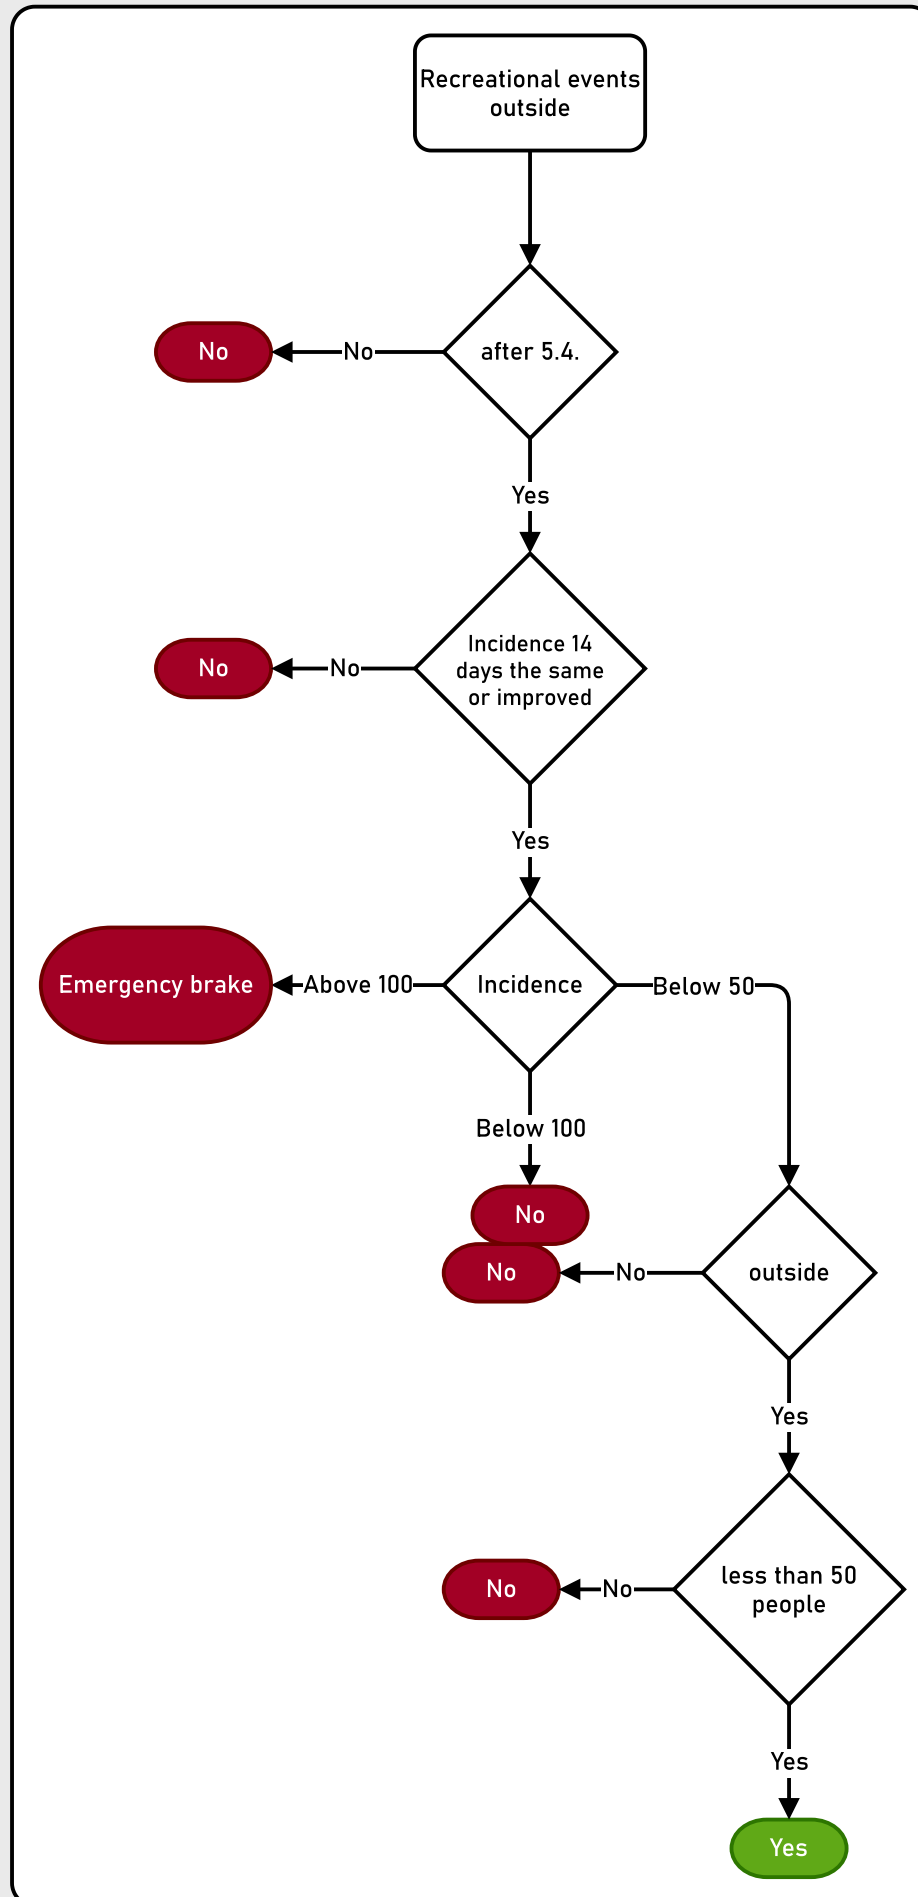 Recreational events
outside
after 5.4.
No
No
Yes
Incidence 14
days the same
or improved
No
No
Yes
Incidence
Above 100
Emergency brake
Below 50
Below 100
No
outside
No
No
Yes
less than 50
people
No
No
Yes
Yes